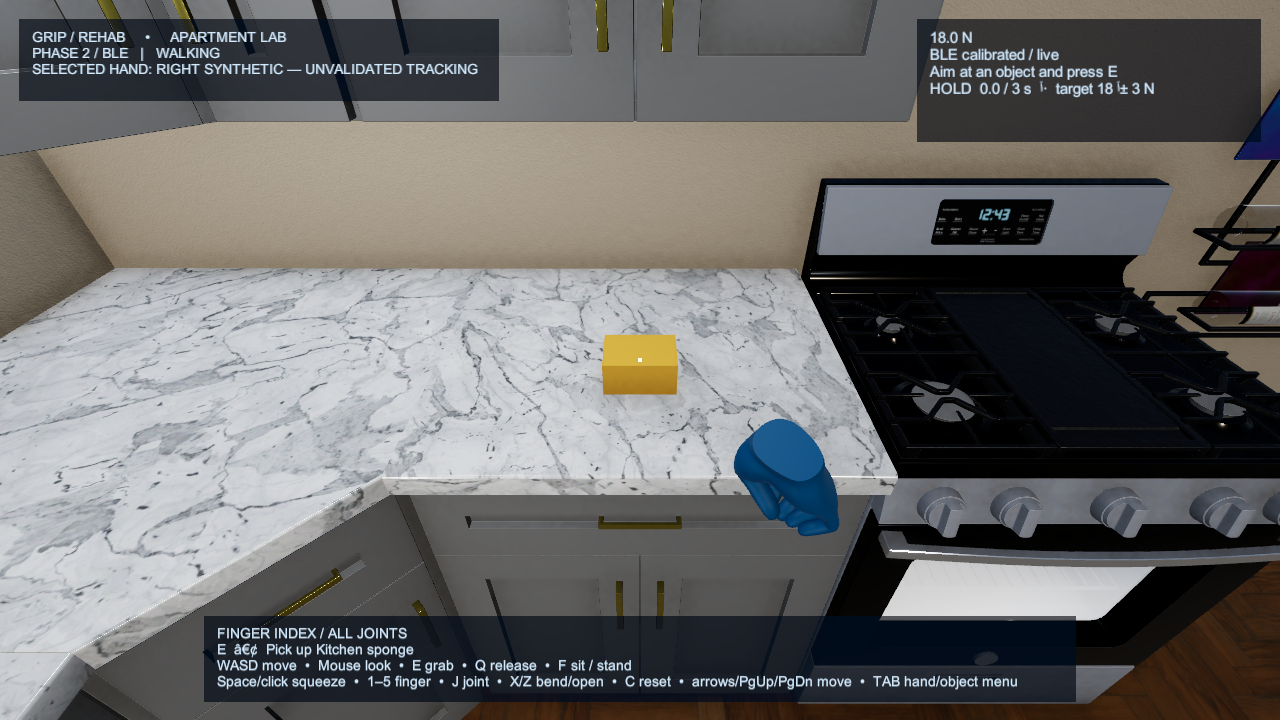 GRIP / REHAB • APARTMENT LAB
PHASE 2 / BLE | WALKING
SELECTED HAND: RIGHT SYNTHETIC — UNVALIDATED TRACKING
18.0 N
BLE calibrated / live
Aim at an object and press E
HOLD 0.0 / 3 s target 18 ± 3 N
12:43
FINGER INDEX / ALL JOINTS
E • Pick up Kitchen sponge
WASD move • Mouse look • E grab • Q release • F sit / stand
Space/click squeeze • 1–5 finger • J joint • X/Z bend/open • C reset • arrows/PgUp/PgDn move • TAB hand/object menu